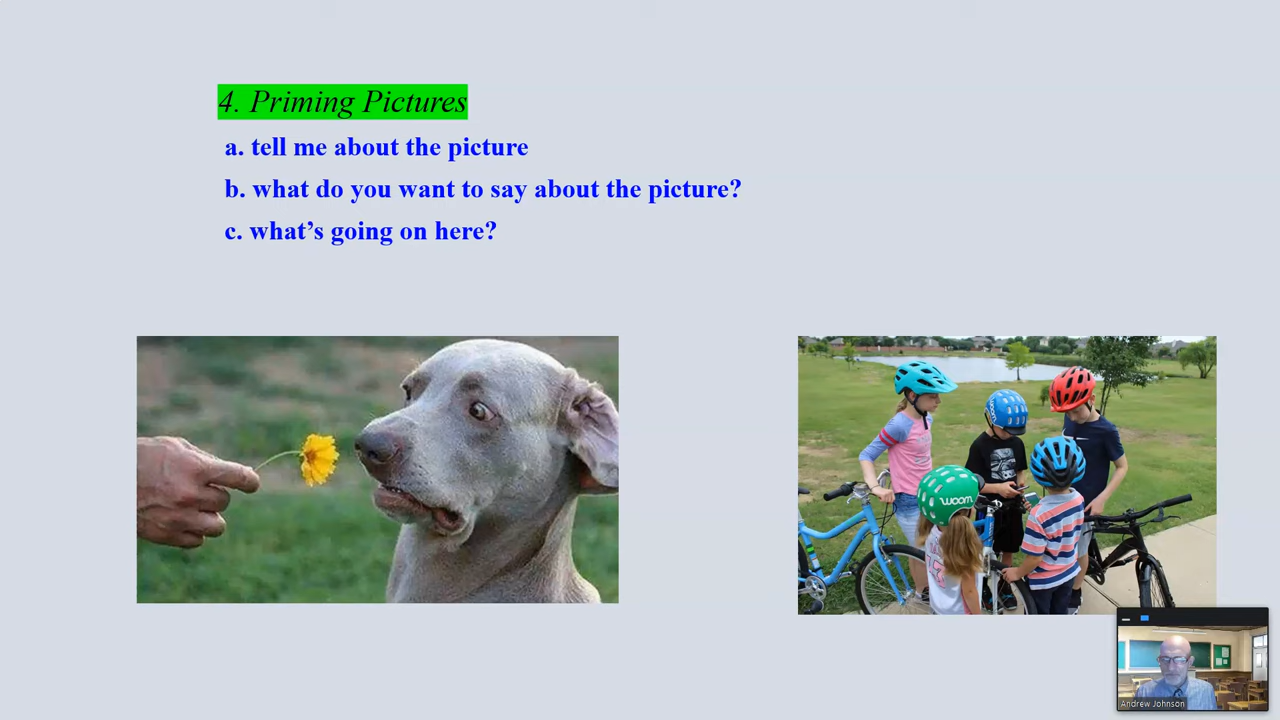 4. Priming Pictures
a. tell me about the picture
b. what do you want to say about the picture?
c. what’s going on here?
woom
woom
Andrew Johnson